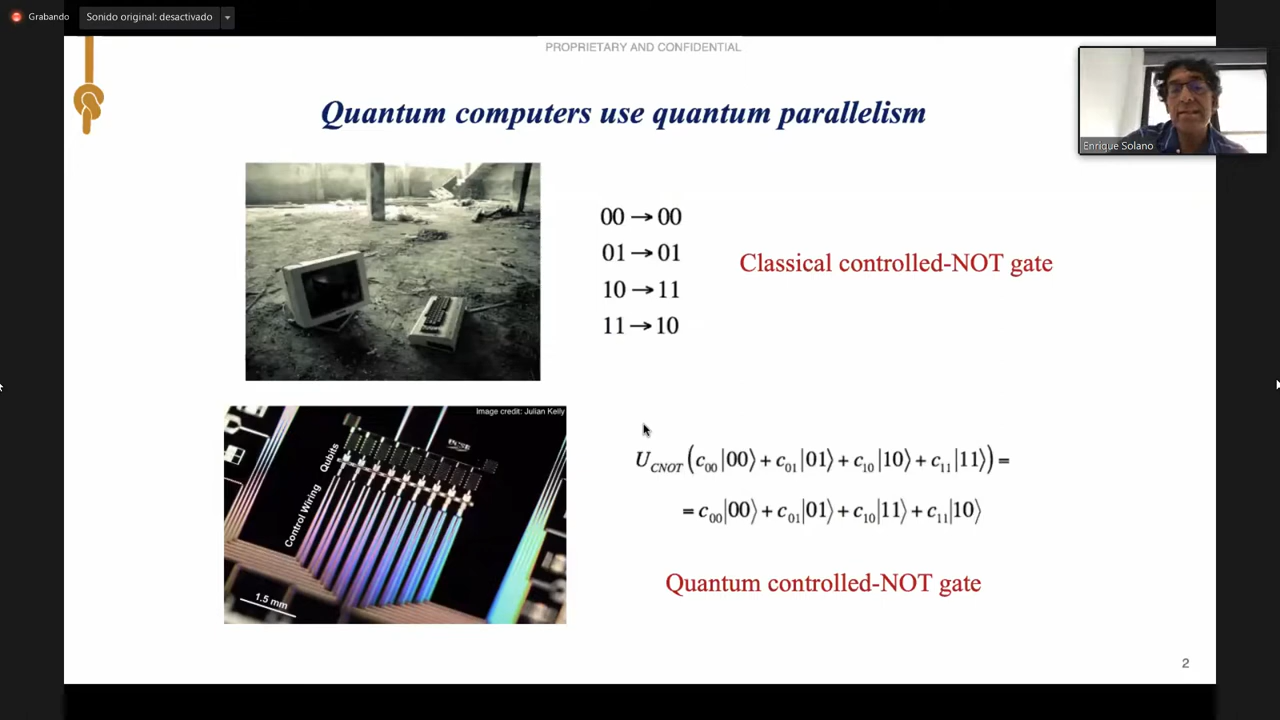 Grabando
Sonido original: desactivado
PROPRIETARY AND CONFIDENTIAL
Enrique Solano
Quantum computers use quantum parallelism
00 → 00
01 → 01
10 → 11
11 → 10
Classical controlled-NOT gate
Image credit: Julian Kelly
Qubits
Control Wiring
1.5 mm
U_CNOT (c_00|00⟩ + c_01|01⟩ + c_10|10⟩ + c_11|11⟩) =
= c_00|00⟩ + c_01|01⟩ + c_10|11⟩ + c_11|10⟩
Quantum controlled-NOT gate
2